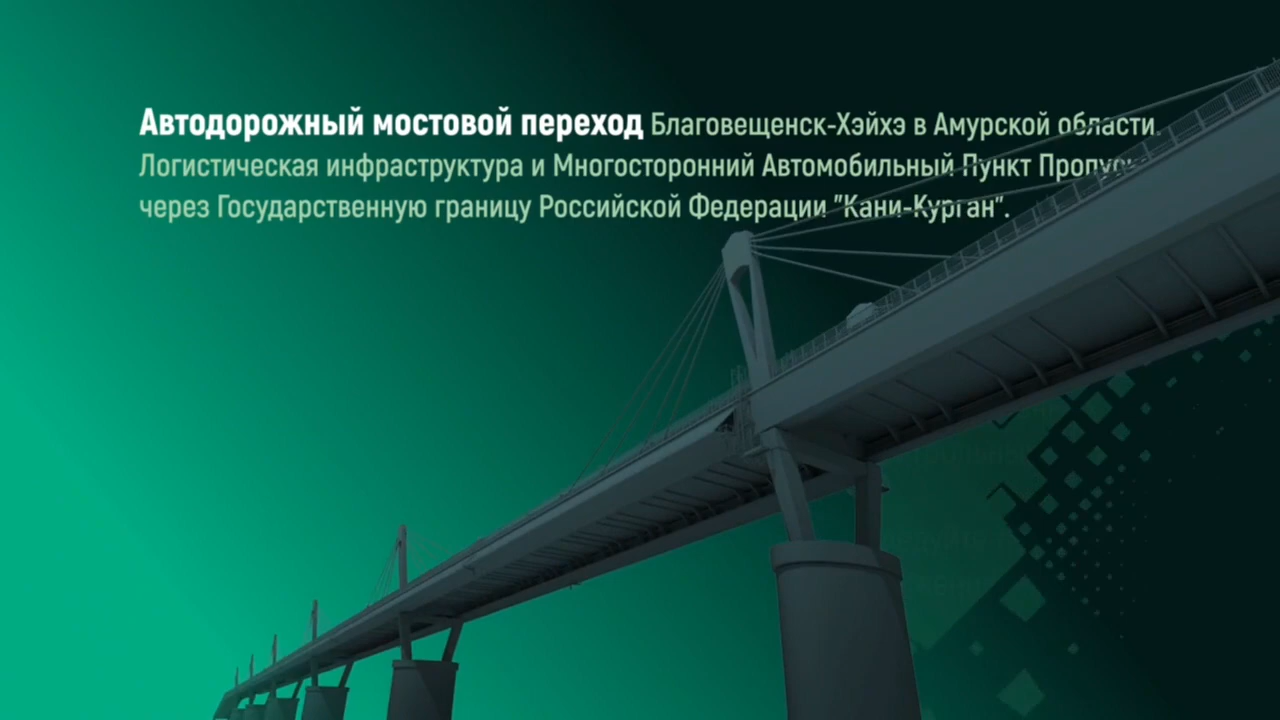 Автодорожный мостовой переход Благовещенск-Хэйхэ в Амурской области.
Логистическая инфраструктура и Многосторонний Автомобильный Пункт Пропуска
через Государственную границу Российской Федерации "Кани-Курган".